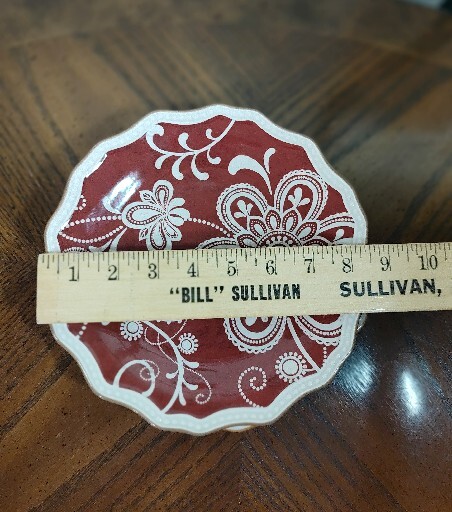 1 2 3 4 5 6 7 8 9 10
"BILL" SULLIVAN SULLIVAN,